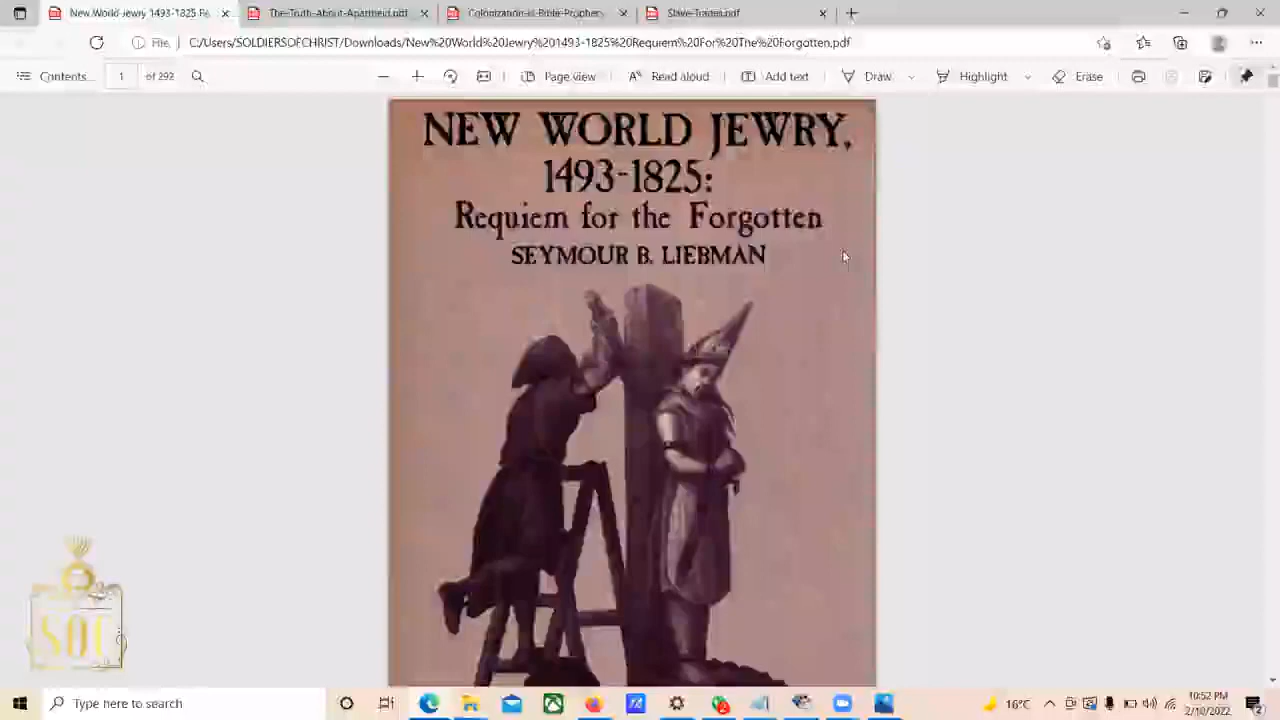 New World Jewry 1493-1825 Re
The-Truth-About-Apartheid.pdf
Colonization-in-Bible-Prophecy
Slave-Trades.pdf
File
C:/Users/SOLDIERSOFCHRIST/Downloads/New%20World%20Jewry%201493-1825%20Requiem%20For%20The%20Forgotten.pdf
Contents...
1 of 292
Page view
Read aloud
Add text
Draw
Highlight
Erase
NEW WORLD JEWRY,
1493-1825:
Requiem for the Forgotten
SEYMOUR B. LIEBMAN
SOC
Type here to search
16°C
10:52 PM
2/10/2022